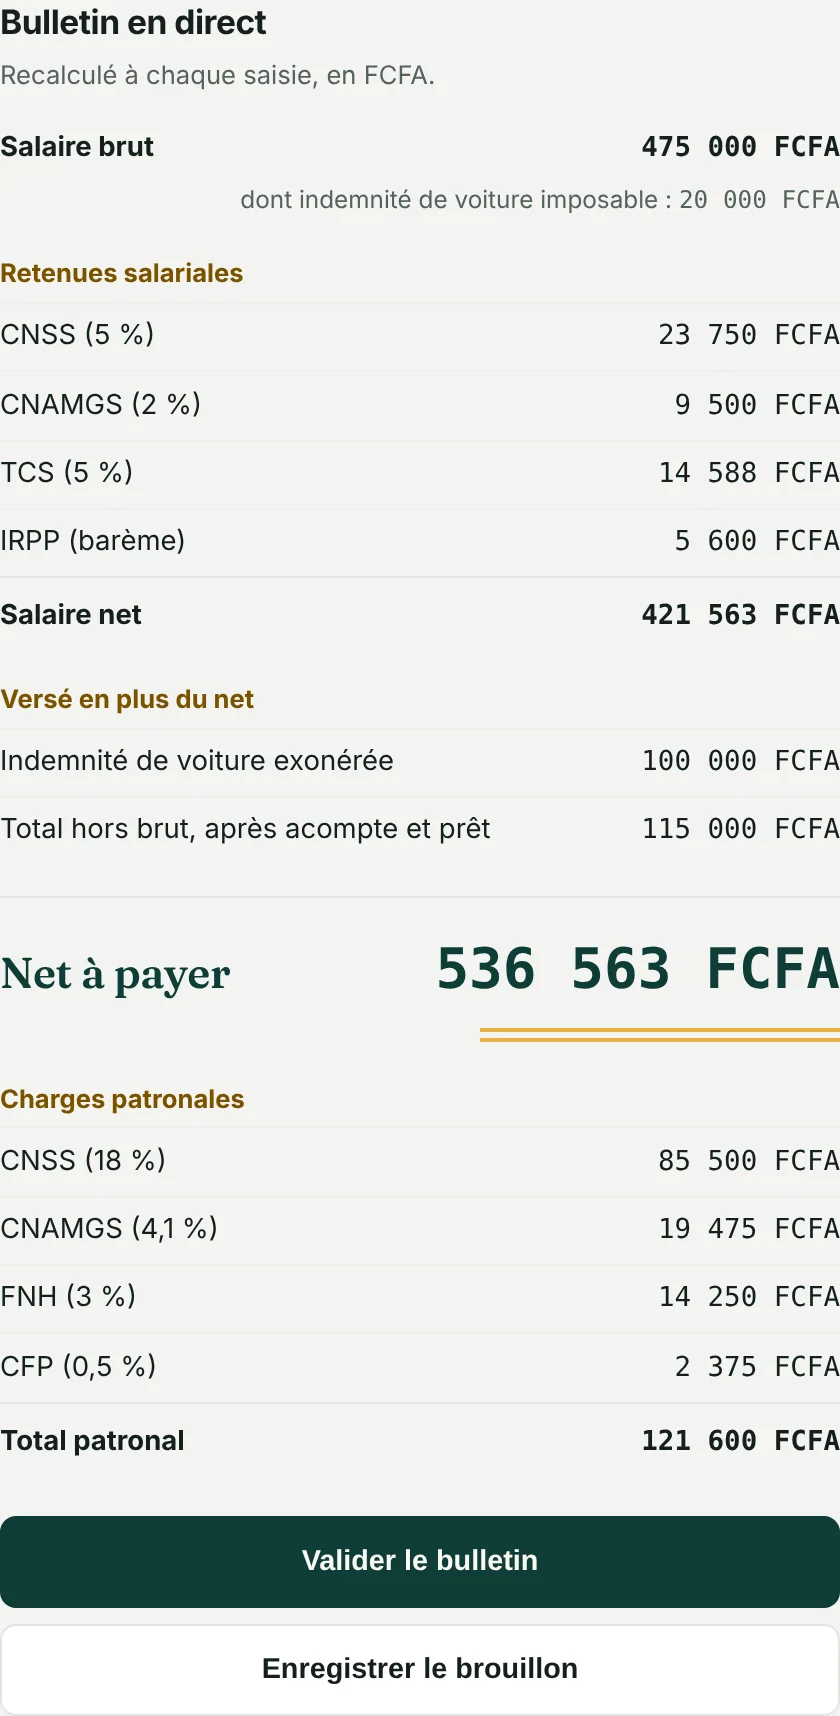 Bulletin en direct
Recalculé à chaque saisie, en FCFA.
Salaire brut 475 000 FCFA
dont indemnité de voiture imposable : 20 000 FCFA
Retenues salariales
CNSS (5 %) 23 750 FCFA
CNAMGS (2 %) 9 500 FCFA
TCS (5 %) 14 588 FCFA
IRPP (barème) 5 600 FCFA
Salaire net 421 563 FCFA
Versé en plus du net
Indemnité de voiture exonérée 100 000 FCFA
Total hors brut, après acompte et prêt 115 000 FCFA
Net à payer 536 563 FCFA
Charges patronales
CNSS (18 %) 85 500 FCFA
CNAMGS (4,1 %) 19 475 FCFA
FNH (3 %) 14 250 FCFA
CFP (0,5 %) 2 375 FCFA
Total patronal 121 600 FCFA
Valider le bulletin
Enregistrer le brouillon